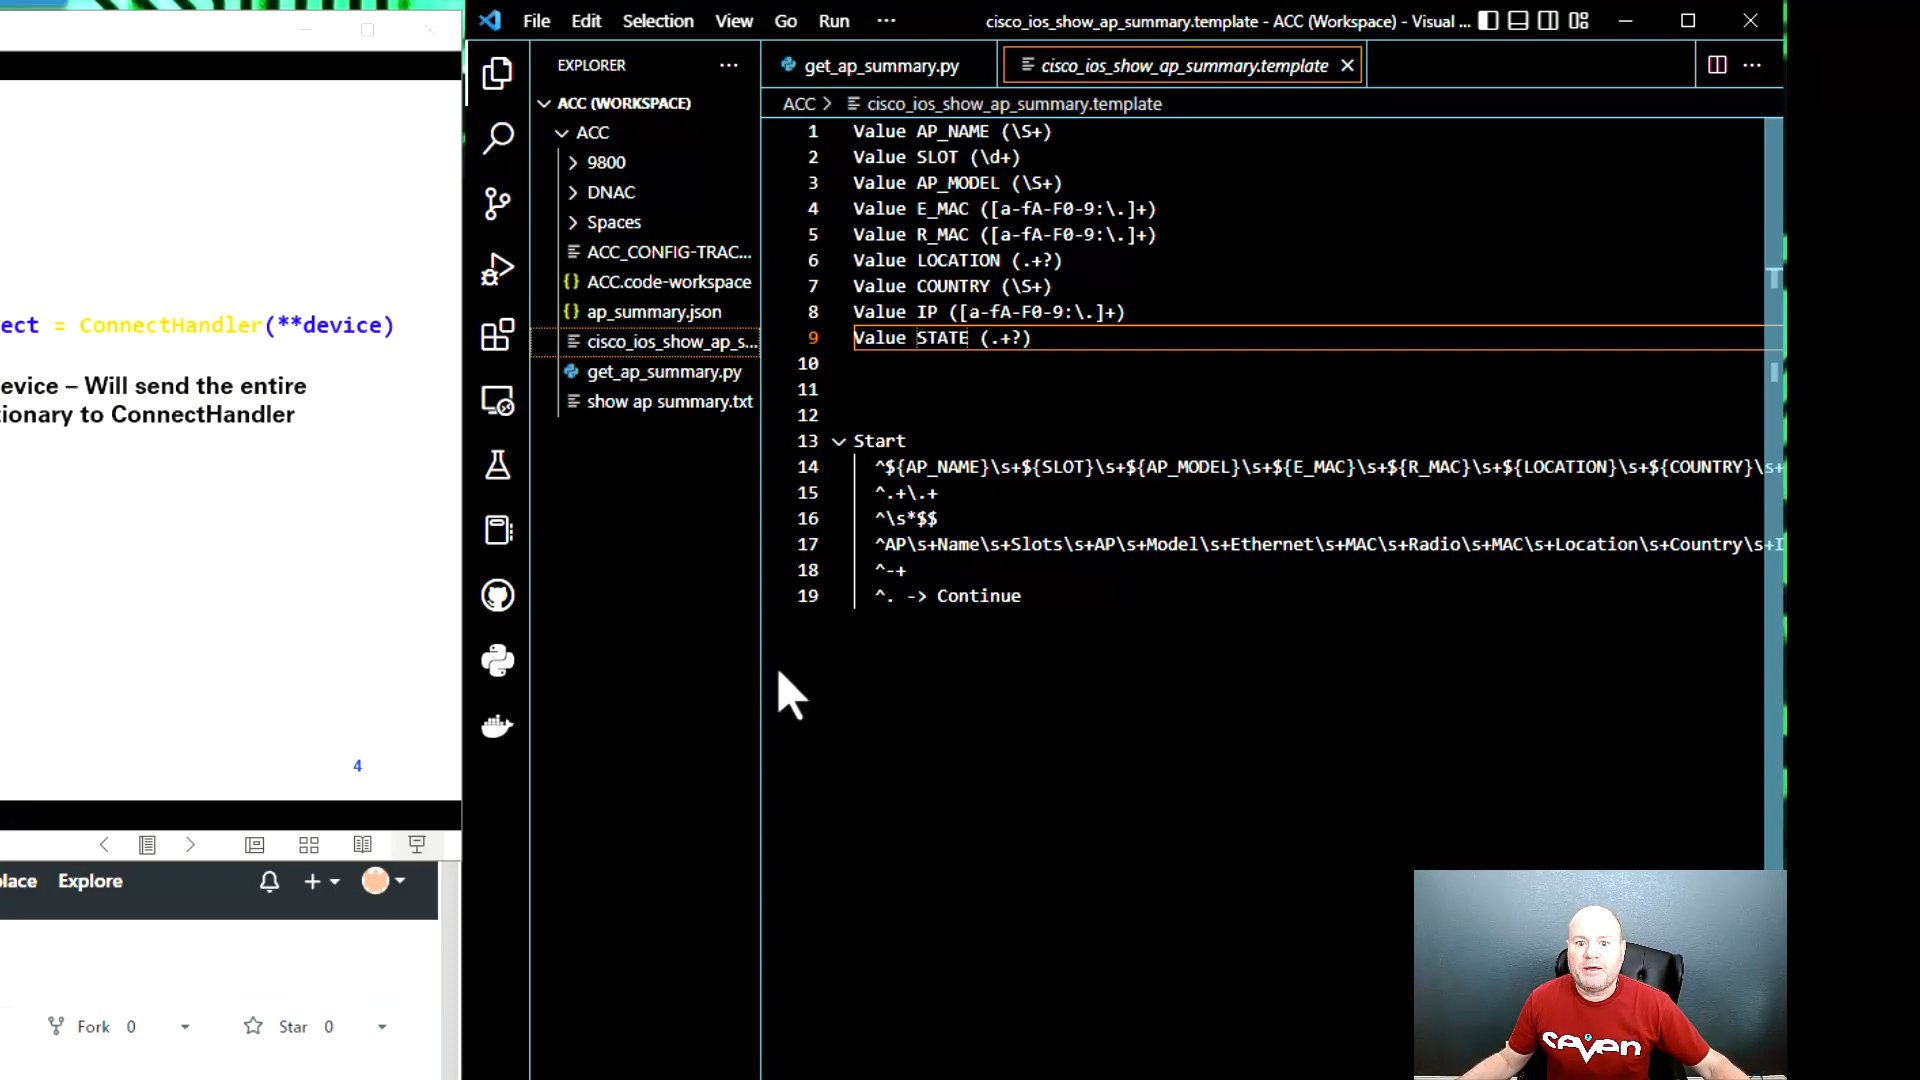 ect = ConnectHandler(**device)
evice – Will send the entire
tionary to ConnectHandler
4
lace Explore
Fork 0
Star 0
File Edit Selection View Go Run ···
cisco_ios_show_ap_summary.template - ACC (Workspace) - Visual ...
EXPLORER
ACC (WORKSPACE)
ACC
9800
DNAC
Spaces
ACC_CONFIG-TRAC...
ACC.code-workspace
ap_summary.json
cisco_ios_show_ap_s...
get_ap_summary.py
show ap summary.txt
get_ap_summary.py
cisco_ios_show_ap_summary.template
ACC > cisco_ios_show_ap_summary.template
1 Value AP_NAME (\S+)
2 Value SLOT (\d+)
3 Value AP_MODEL (\S+)
4 Value E_MAC ([a-fA-F0-9:\.]+)
5 Value R_MAC ([a-fA-F0-9:\.]+)
6 Value LOCATION (.+?)
7 Value COUNTRY (\S+)
8 Value IP ([a-fA-F0-9:\.]+)
9 Value STATE (.+?)
10
11
12
13 Start
14 ^${AP_NAME}\s+${SLOT}\s+${AP_MODEL}\s+${E_MAC}\s+${R_MAC}\s+${LOCATION}\s+${COUNTRY}\s+
15 ^.+\.+
16 ^\s*$$
17 ^AP\s+Name\s+Slots\s+AP\s+Model\s+Ethernet\s+MAC\s+Radio\s+MAC\s+Location\s+Country\s+I
18 ^-+
19 ^. -> Continue
seven